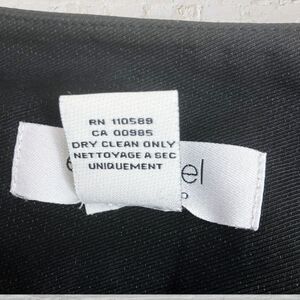 RN 110589
CA 00985
DRY CLEAN ONLY
NETTOYAGE A SEC
UNIQUEMENT